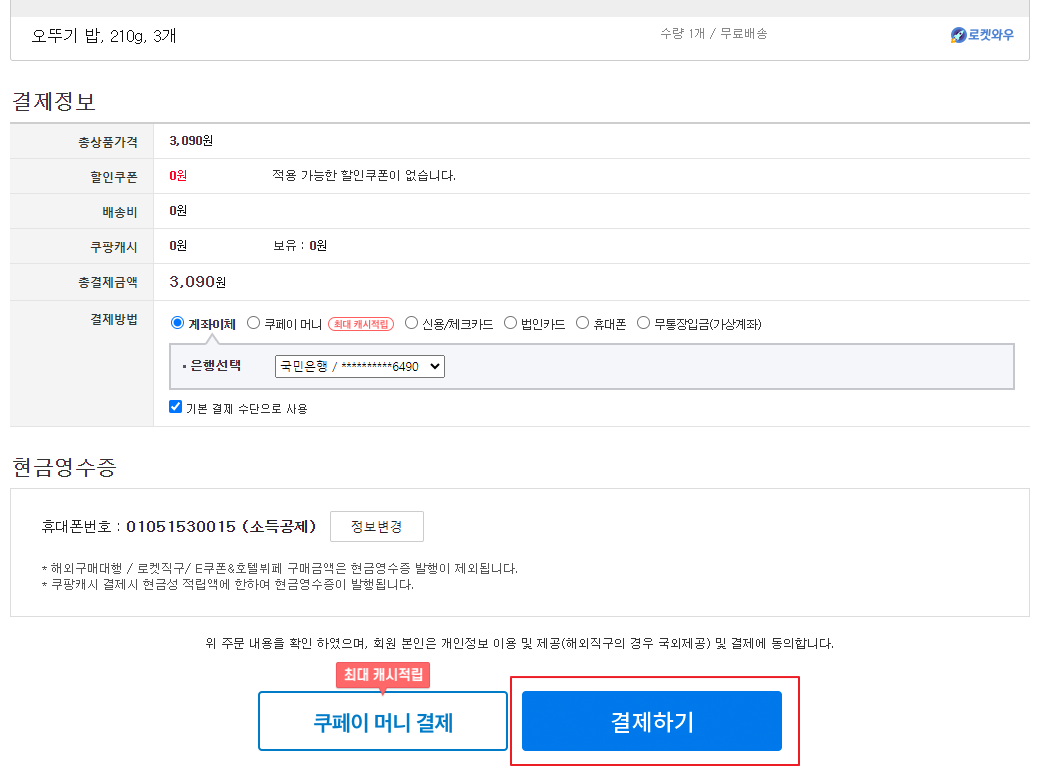 오뚜기 밥, 210g, 3개 수량 1개 / 무료배송 로켓와우
결제정보
총상품가격 3,090원
할인쿠폰 0원 적용 가능한 할인쿠폰이 없습니다.
배송비 0원
쿠팡캐시 0원 보유 : 0원
총결제금액 3,090원
결제방법 계좌이체 쿠페이 머니 최대 캐시적립 신용/체크카드 법인카드 휴대폰 무통장입금(가상계좌)
· 은행선택 국민은행 / **********6490
기본 결제 수단으로 사용
현금영수증
휴대폰번호 : 01051530015 (소득공제) 정보변경
* 해외구매대행 / 로켓직구/ E쿠폰&호텔뷔페 구매금액은 현금영수증 발행이 제외됩니다.
* 쿠팡캐시 결제시 현금성 적립액에 한하여 현금영수증이 발행됩니다.
위 주문 내용을 확인 하였으며, 회원 본인은 개인정보 이용 및 제공(해외직구의 경우 국외제공) 및 결제에 동의합니다.
최대 캐시적립
쿠페이 머니 결제 결제하기